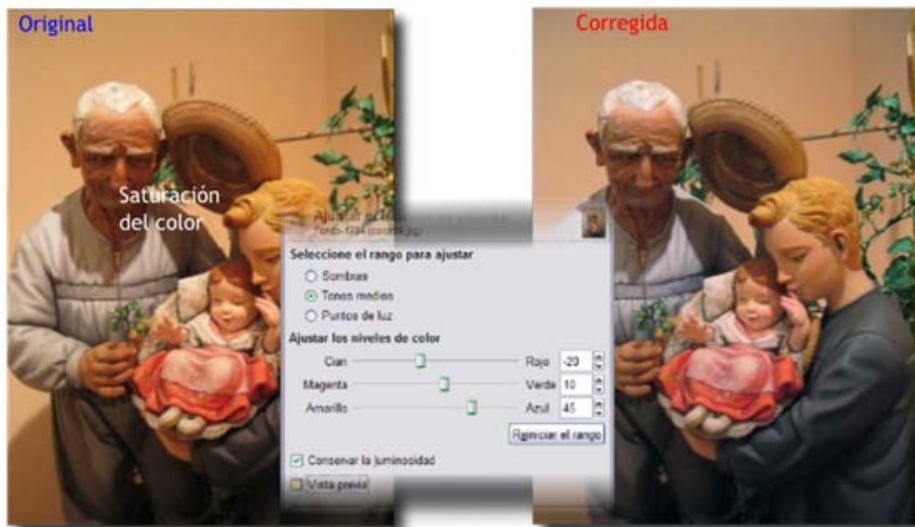 Original
Corregida
Saturación
del color
Seleccione el rango para ajustar
Sombras
Tonos medios
Puntos de luz
Ajustar los niveles de color
Cian Rojo -20
Magenta Verde 10
Amarillo Azul 45
Reiniciar el rango
Conservar la luminosidad
Vista previa